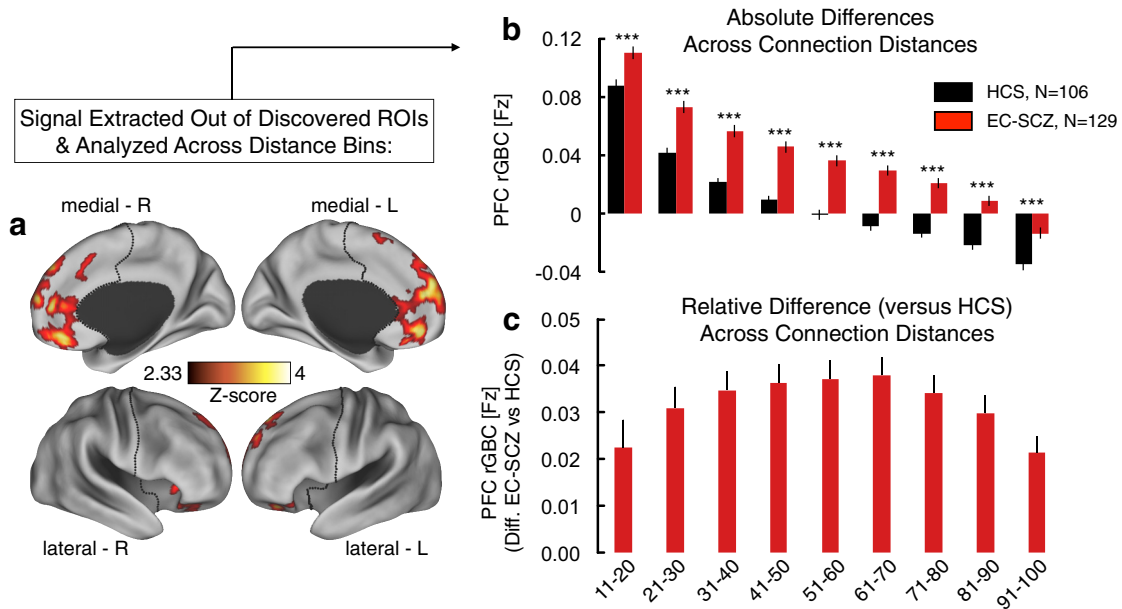 Signal Extracted Out of Discovered ROIs
& Analyzed Across Distance Bins:
a
medial - R
medial - L
2.33
4
Z-score
lateral - R
lateral - L
b
Absolute Differences
Across Connection Distances
PFC rGBC [Fz]
0.12
0.08
0.04
0
-0.04
*** *** *** *** *** *** *** *** ***
HCS, N=106
EC-SCZ, N=129
c
Relative Difference (versus HCS)
Across Connection Distances
PFC rGBC [Fz]
(Diff. EC-SCZ vs HCS)
0.05
0.04
0.03
0.02
0.01
0.00
11-20
21-30
31-40
41-50
51-60
61-70
71-80
81-90
91-100